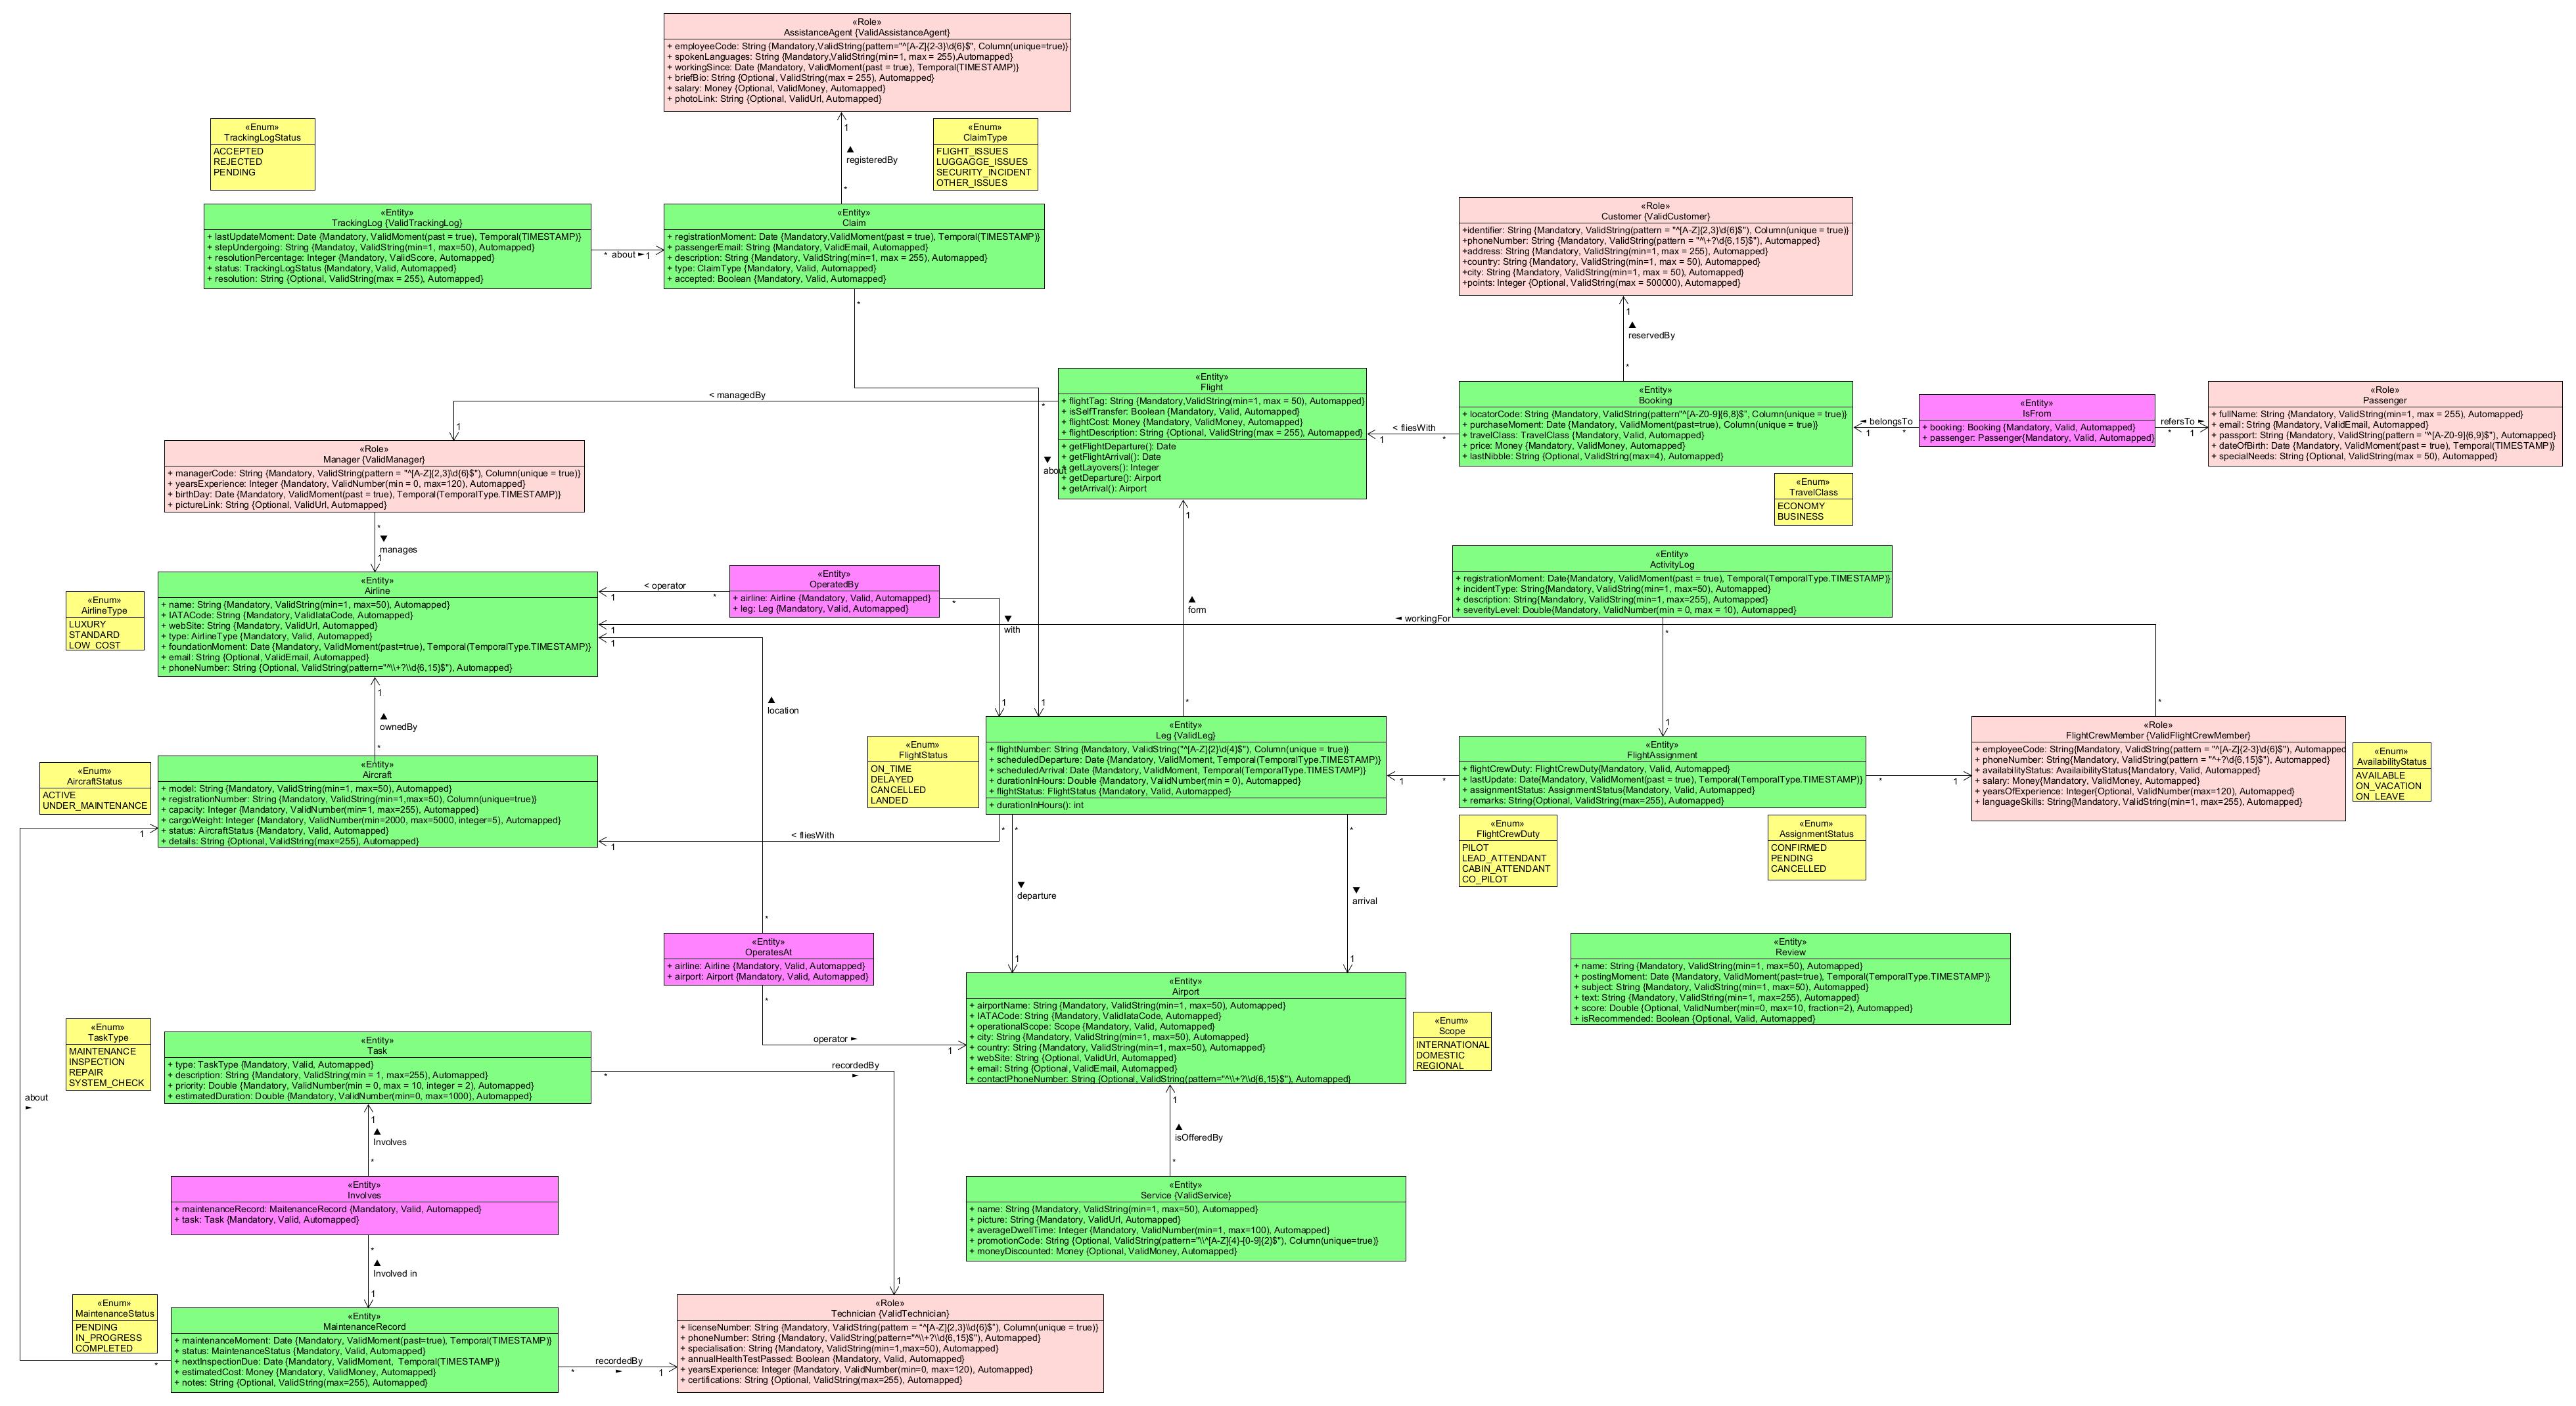 «Role»
AssistanceAgent {ValidAssistanceAgent}
+ employeeCode: String {Mandatory,ValidString(pattern="^[A-Z]{2-3}\d{6}$", Column(unique=true)}
+ spokenLanguages: String {Mandatory,ValidString(min=1, max = 255),Automapped}
+ workingSince: Date {Mandatory, ValidMoment(past = true), Temporal(TIMESTAMP)}
+ briefBio: String {Optional, ValidString(max = 255), Automapped}
+ salary: Money {Optional, ValidMoney, Automapped}
+ photoLink: String {Optional, ValidUrl, Automapped}
«Enum»
TrackingLogStatus
ACCEPTED
REJECTED
PENDING
1
registeredBy
*
«Enum»
ClaimType
FLIGHT_ISSUES
LUGGAGGE_ISSUES
SECURITY_INCIDENT
OTHER_ISSUES
«Entity»
TrackingLog {ValidTrackingLog}
+ lastUpdateMoment: Date {Mandatory, ValidMoment(past = true), Temporal(TIMESTAMP)}
+ stepUndergoing: String {Mandatoy, ValidString(min=1, max=50), Automapped}
+ resolutionPercentage: Integer {Mandatory, ValidScore, Automapped}
+ status: TrackingLogStatus {Mandatory, Valid, Automapped}
+ resolution: String {Optional, ValidString(max = 255), Automapped}
* about ► 1
«Entity»
Claim
+ registrationMoment: Date {Mandatory,ValidMoment(past = true), Temporal(TIMESTAMP)}
+ passengerEmail: String {Mandatory, ValidEmail, Automapped}
+ description: String {Mandatory, ValidString(min=1, max = 255), Automapped}
+ type: ClaimType {Mandatory, Valid, Automapped}
+ accepted: Boolean {Mandatory, Valid, Automapped}
*
«Role»
Customer {ValidCustomer}
+identifier: String {Mandatory, ValidString(pattern = "^[A-Z]{2,3}\d{6}$"), Column(unique = true)}
+phoneNumber: String {Mandatory, ValidString(pattern = "^\+?\d{6,15}$"), Automapped}
+address: String {Mandatory, ValidString(min=1, max = 255), Automapped}
+country: String {Mandatory, ValidString(min=1, max = 50), Automapped}
+city: String {Mandatory, ValidString(min=1, max = 50), Automapped}
+points: Integer {Optional, ValidString(max = 500000), Automapped}
1
reservedBy
*
< managedBy
*
1
«Entity»
Flight
+ flightTag: String {Mandatory,ValidString(min=1, max = 50), Automapped}
+ isSelfTransfer: Boolean {Mandatory, Valid, Automapped}
+ flightCost: Money {Mandatory, ValidMoney, Automapped}
+ flightDescription: String {Optional, ValidString(max = 255), Automapped}
+ getFlightDeparture(): Date
+ getFlightArrival(): Date
+ getLayovers(): Integer
+ getDeparture(): Airport
+ getArrival(): Airport
about
< fliesWith
1
*
«Entity»
Booking
+ locatorCode: String {Mandatory, ValidString(pattern"^[A-Z0-9]{6,8}$", Column(unique = true)}
+ purchaseMoment: Date {Mandatory, ValidMoment(past=true), Column(unique = true)}
+ travelClass: TravelClass {Mandatory, Valid, Automapped}
+ price: Money {Mandatory, ValidMoney, Automapped}
+ lastNibble: String {Optional, ValidString(max=4), Automapped}
◄ belongsTo
1
*
«Entity»
IsFrom
+ booking: Booking {Mandatory, Valid, Automapped}
+ passenger: Passenger{Mandatory, Valid, Automapped}
refersTo ►
*
1
«Role»
Passenger
+ fullName: String {Mandatory, ValidString(min=1, max = 255), Automapped}
+ email: String {Mandatory, ValidEmail, Automapped}
+ passport: String {Mandatory, ValidString(pattern = "^[A-Z0-9]{6,9}$"), Automapped}
+ dateOfBirth: Date {Mandatory, ValidMoment(past = true), Temporal(TIMESTAMP)}
+ specialNeeds: String {Optional, ValidString(max = 50), Automapped}
«Role»
Manager {ValidManager}
+ managerCode: String {Mandatory, ValidString(pattern = "^[A-Z]{2,3}\d{6}$"), Column(unique = true)}
+ yearsExperience: Integer {Mandatory, ValidNumber(min = 0, max=120), Automapped}
+ birthDay: Date {Mandatory, ValidMoment(past = true), Temporal(TemporalType.TIMESTAMP)}
+ pictureLink: String {Optional, ValidUrl, Automapped}
«Enum»
TravelClass
ECONOMY
BUSINESS
*
manages
1
1
«Entity»
Airline
+ name: String {Mandatory, ValidString(min=1, max=50), Automapped}
+ IATACode: String {Mandatory, ValidIataCode, Automapped}
+ webSite: String {Mandatory, ValidUrl, Automapped}
+ type: AirlineType {Mandatory, Valid, Automapped}
+ foundationMoment: Date {Mandatory, ValidMoment(past=true), Temporal(TemporalType.TIMESTAMP)}
+ email: String {Optional, ValidEmail, Automapped}
+ phoneNumber: String {Optional, ValidString(pattern="^\\+?\\d{6,15}$"), Automapped}
«Enum»
AirlineType
LUXURY
STANDARD
LOW_COST
< operator
1
*
«Entity»
OperatedBy
+ airline: Airline {Mandatory, Valid, Automapped}
+ leg: Leg {Mandatory, Valid, Automapped}
*
with
form
«Entity»
ActivityLog
+ registrationMoment: Date{Mandatory, ValidMoment(past = true), Temporal(TemporalType.TIMESTAMP)}
+ incidentType: String{Mandatory, ValidString(min=1, max=50), Automapped}
+ description: String{Mandatory, ValidString(min=1, max=255), Automapped}
+ severityLevel: Double{Mandatory, ValidNumber(min = 0, max = 10), Automapped}
◄ workingFor
1
1
*
location
1
ownedBy
*
1
1
*
1
*
«Enum»
AircraftStatus
ACTIVE
UNDER_MAINTENANCE
«Entity»
Aircraft
+ model: String {Mandatory, ValidString(min=1, max=50), Automapped}
+ registrationNumber: String {Mandatory, ValidString(min=1,max=50), Column(unique=true)}
+ capacity: Integer {Mandatory, ValidNumber(min=1, max=255), Automapped}
+ cargoWeight: Integer {Mandatory, ValidNumber(min=2000, max=5000, integer=5), Automapped}
+ status: AircraftStatus {Mandatory, Valid, Automapped}
+ details: String {Optional, ValidString(max=255), Automapped}
1
< fliesWith
1
«Enum»
FlightStatus
ON_TIME
DELAYED
CANCELLED
LANDED
«Entity»
Leg {ValidLeg}
+ flightNumber: String {Mandatory, ValidString("^[A-Z]{2}\d{4}$"), Column(unique = true)}
+ scheduledDeparture: Date {Mandatory, ValidMoment, Temporal(TemporalType.TIMESTAMP)}
+ scheduledArrival: Date {Mandatory, ValidMoment, Temporal(TemporalType.TIMESTAMP)}
+ durationInHours: Double {Mandatory, ValidNumber(min = 0), Automapped}
+ flightStatus: FlightStatus {Mandatory, Valid, Automapped}
+ durationInHours(): int
1
*
«Entity»
FlightAssignment
+ flightCrewDuty: FlightCrewDuty{Mandatory, Valid, Mapped}
+ lastUpdate: Date{Mandatory, ValidMoment(past = true), Temporal(TemporalType.TIMESTAMP)}
+ assignmentStatus: AssignmentStatus{Mandatory, Valid, Automapped}
+ remarks: String{Optional, ValidString(max=255), Automapped}
*
1
«Role»
FlightCrewMember {ValidFlightCrewMember}
+ employeeCode: String{Mandatory, ValidString(pattern = "^[A-Z]{2-3}\d{6}$"), Automapped
+ phoneNumber: String{Mandatory, ValidString(pattern = "^+?\d{6,15}$"), Automapped}
+ availabilityStatus: AvailaibilityStatus{Mandatory, Valid, Automapped}
+ salary: Money{Mandatory, ValidMoney, Automapped}
+ yearsOfExperience: Integer{Optional, ValidNumber(max=120), Automapped}
+ languageSkills: String{Mandatory, ValidString(min=1, max=255), Automapped}
«Enum»
AvailabilityStatus
AVAILABLE
ON_VACATION
ON_LEAVE
*
*
*
departure
arrival
1
1
«Enum»
FlightCrewDuty
PILOT
LEAD_ATTENDANT
CABIN_ATTENDANT
CO_PILOT
«Enum»
AssignmentStatus
CONFIRMED
PENDING
CANCELLED
*
«Entity»
OperatesAt
+ airline: Airline {Mandatory, Valid, Automapped}
+ airport: Airport {Mandatory, Valid, Automapped}
*
operator ►
1
«Entity»
Airport
+ airportName: String {Mandatory, ValidString(min=1, max=50), Automapped}
+ IATACode: String {Mandatory, ValidIataCode, Automapped}
+ operationalScope: Scope {Mandatory, Valid, Automapped}
+ city: String {Mandatory, ValidString(min=1, max=50), Automapped}
+ country: String {Mandatory, ValidString(min=1, max=50), Automapped}
+ webSite: String {Optional, ValidUrl, Automapped}
+ email: String {Optional, ValidEmail, Automapped}
+ contactPhoneNumber: String {Optional, ValidString(pattern="^\\+?\\d{6,15}$"), Automapped}
«Enum»
Scope
INTERNATIONAL
DOMESTIC
REGIONAL
«Entity»
Review
+ name: String {Mandatory, ValidString(min=1, max=50), Automapped}
+ postingMoment: Date {Mandatory, ValidMoment(past=true), Temporal(TemporalType.TIMESTAMP)}
+ subject: String {Mandatory, ValidString(min=1, max=50), Automapped}
+ text: String {Mandatory, ValidString(min=1, max=255), Automapped}
+ score: Double {Optional, ValidNumber(min=0, max=10, fraction=2), Automapped}
+ isRecommended: Boolean {Optional, Valid, Automapped}
«Enum»
TaskType
MAINTENANCE
INSPECTION
REPAIR
SYSTEM_CHECK
«Entity»
Task
+ type: TaskType {Mandatory, Valid, Automapped}
+ description: String {Mandatory, ValidString(min = 1, max=255), Automapped}
+ priority: Double {Mandatory, ValidNumber(min = 0, max = 10, integer = 2), Automapped}
+ estimatedDuration: Double {Mandatory, ValidNumber(min=0, max=1000), Automapped}
*
recordedBy
►
about
►
1
Involves
*
1
isOfferedBy
*
«Entity»
Involves
+ maintenanceRecord: MaitenanceRecord {Mandatory, Valid, Automapped}
+ task: Task {Mandatory, Valid, Automapped}
«Entity»
Service {ValidService}
+ name: String {Mandatory, ValidString(min=1, max=50), Automapped}
+ picture: String {Mandatory, ValidUrl, Automapped}
+ averageDwellTime: Integer {Mandatory, ValidNumber(min=1, max=100), Automapped}
+ promotionCode: String {Optional, ValidString(pattern="\\^[A-Z]{4}-[0-9]{2}$"), Column(unique=true)}
+ moneyDiscounted: Money {Optional, ValidMoney, Automapped}
*
Involved in
1
1
«Enum»
MaintenanceStatus
PENDING
IN_PROGRESS
COMPLETED
*
«Entity»
MaintenanceRecord
+ maintenanceMoment: Date {Mandatory, ValidMoment(past=true), Temporal(TIMESTAMP)}
+ status: MaintenanceStatus {Mandatory, Valid, Automapped}
+ nextInspectionDue: Date {Mandatory, ValidMoment, Temporal(TIMESTAMP)}
+ estimatedCost: Money {Mandatory, ValidMoney, Automapped}
+ notes: String {Optional, ValidString(max=255), Automapped}
recordedBy
* ► 1
«Role»
Technician {ValidTechnician}
+ licenseNumber: String {Mandatory, ValidString(pattern = "^[A-Z]{2,3}\\d{6}$"), Column(unique = true)}
+ phoneNumber: String {Mandatory, ValidString(pattern="^\\+?\\d{6,15}$"), Automapped}
+ specialisation: String {Mandatory, ValidString(min=1,max=50), Automapped}
+ annualHealthTestPassed: Boolean {Mandatory, Valid, Automapped}
+ yearsExperience: Integer {Mandatory, ValidNumber(min=0, max=120), Automapped}
+ certifications: String {Optional, ValidString(max=255), Automapped}